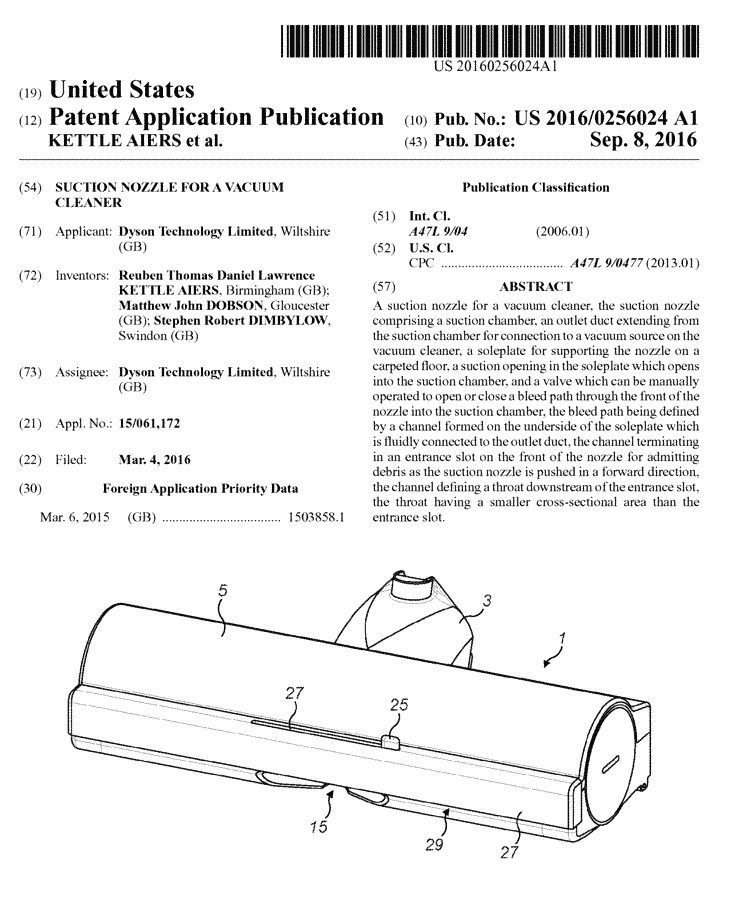 US 20160256024A1
(19) United States
(12) Patent Application Publication
KETTLE AIERS et al.
(10) Pub. No.: US 2016/0256024 A1
(43) Pub. Date: Sep. 8, 2016
(54) SUCTION NOZZLE FOR A VACUUM
CLEANER
(71) Applicant: Dyson Technology Limited, Wiltshire
(GB)
(72) Inventors: Reuben Thomas Daniel Lawrence
KETTLE AIERS, Birmingham (GB);
Matthew John DOBSON, Gloucester
(GB); Stephen Robert DIMBYLOW,
Swindon (GB)
(73) Assignee: Dyson Technology Limited, Wiltshire
(GB)
(21) Appl. No.: 15/061,172
(22) Filed: Mar. 4, 2016
(30) Foreign Application Priority Data
Mar. 6, 2015 (GB) ................................... 1503858.1
Publication Classification
(51) Int. Cl.
A47L 9/04 (2006.01)
(52) U.S. Cl.
CPC .................................... A47L 9/0477 (2013.01)
(57) ABSTRACT
A suction nozzle for a vacuum cleaner, the suction nozzle
comprising a suction chamber, an outlet duct extending from
the suction chamber for connection to a vacuum source on the
vacuum cleaner, a soleplate for supporting the nozzle on a
carpeted floor, a suction opening in the soleplate which opens
into the suction chamber, and a valve which can be manually
operated to open or close a bleed path through the front of the
nozzle into the suction chamber, the bleed path being defined
by a channel formed on the underside of the soleplate which
is fluidly connected to the outlet duct, the channel terminating
in an entrance slot on the front of the nozzle for admitting
debris as the suction nozzle is pushed in a forward direction,
the channel defining a throat downstream of the entrance slot,
the throat having a smaller cross-sectional area than the
entrance slot.
5
3
1
27
25
15
29
27